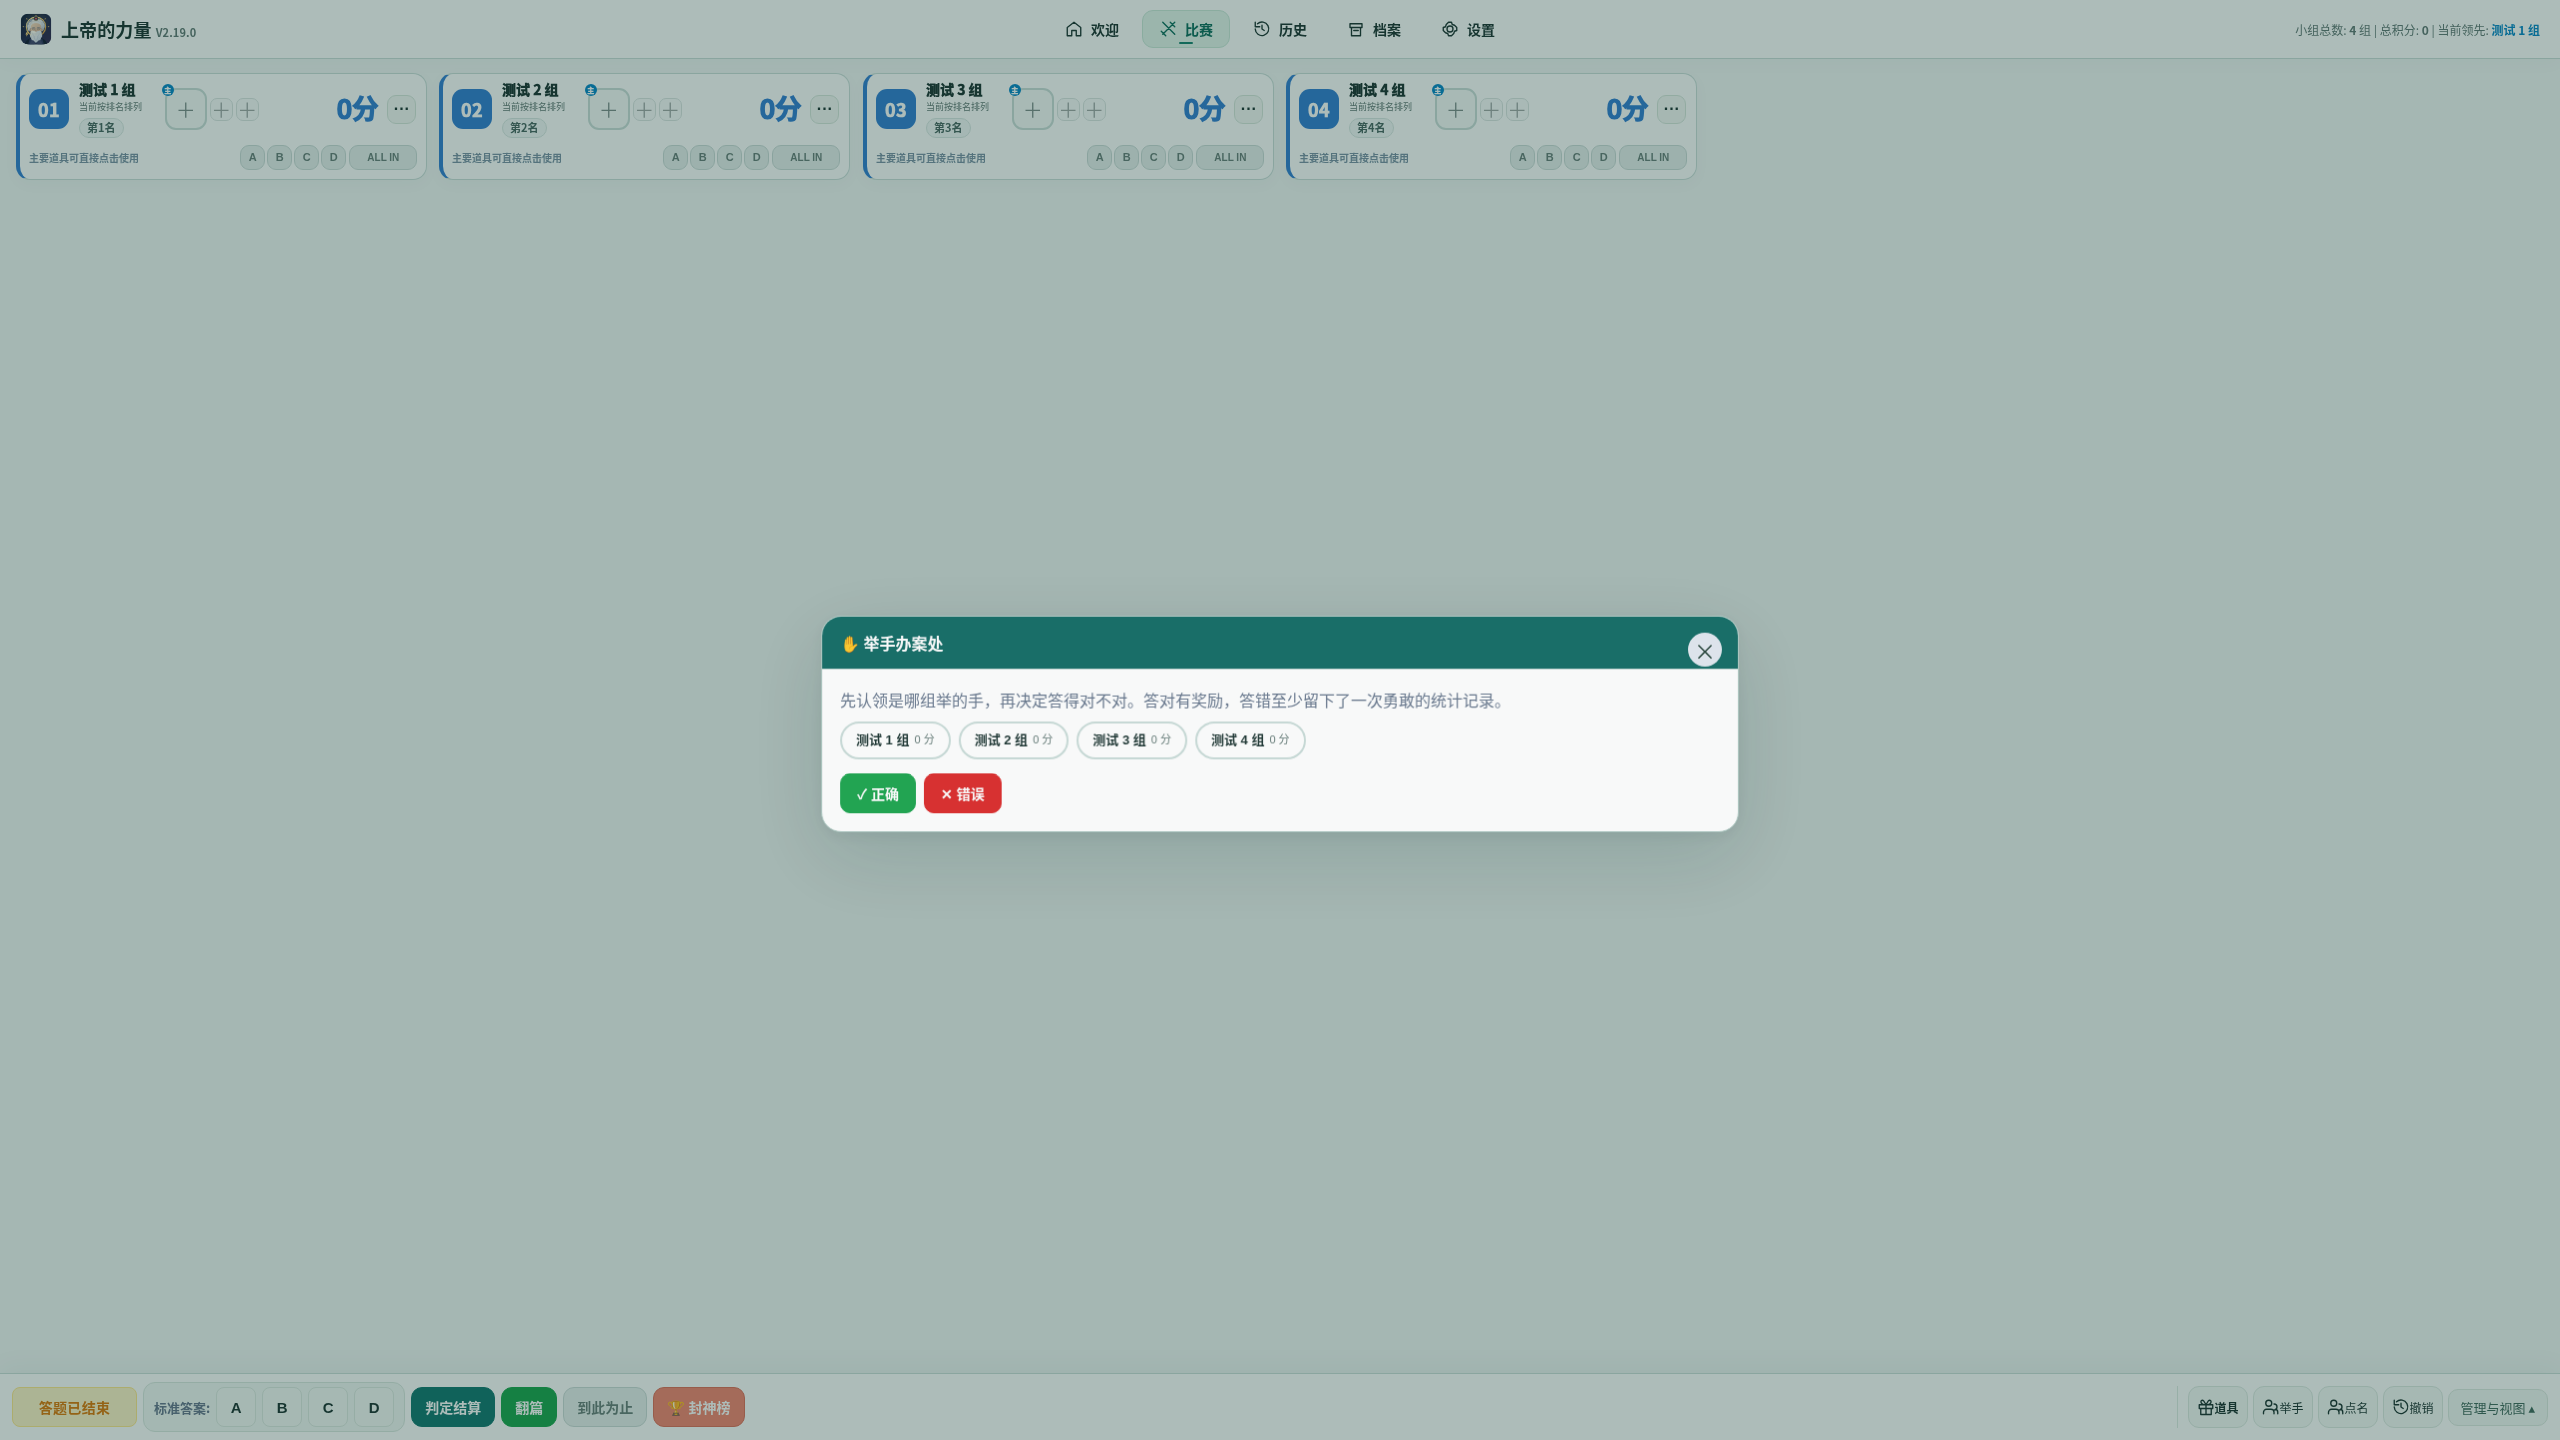 上帝的力量 V2.19.0
欢迎 比赛 历史 档案 设置
小组总数: 4 组 | 总积分: 0 | 当前领先: 测试 1 组
01 测试 1 组 当前按排名排列 第1名 主 0分 ···
主要道具可直接点击使用 A B C D ALL IN
02 测试 2 组 当前按排名排列 第2名 主 0分 ···
主要道具可直接点击使用 A B C D ALL IN
03 测试 3 组 当前按排名排列 第3名 主 0分 ···
主要道具可直接点击使用 A B C D ALL IN
04 测试 4 组 当前按排名排列 第4名 主 0分 ···
主要道具可直接点击使用 A B C D ALL IN
✋ 举手办案处
先认领是哪组举的手，再决定答得对不对。答对有奖励，答错至少留下了一次勇敢的统计记录。
测试 1 组 0 分 测试 2 组 0 分 测试 3 组 0 分 测试 4 组 0 分
✓ 正确 ✕ 错误
答题已结束 标准答案: A B C D 判定结算 翻篇 到此为止 🏆 封神榜 道具 举手 点名 撤销 管理与视图 ▴